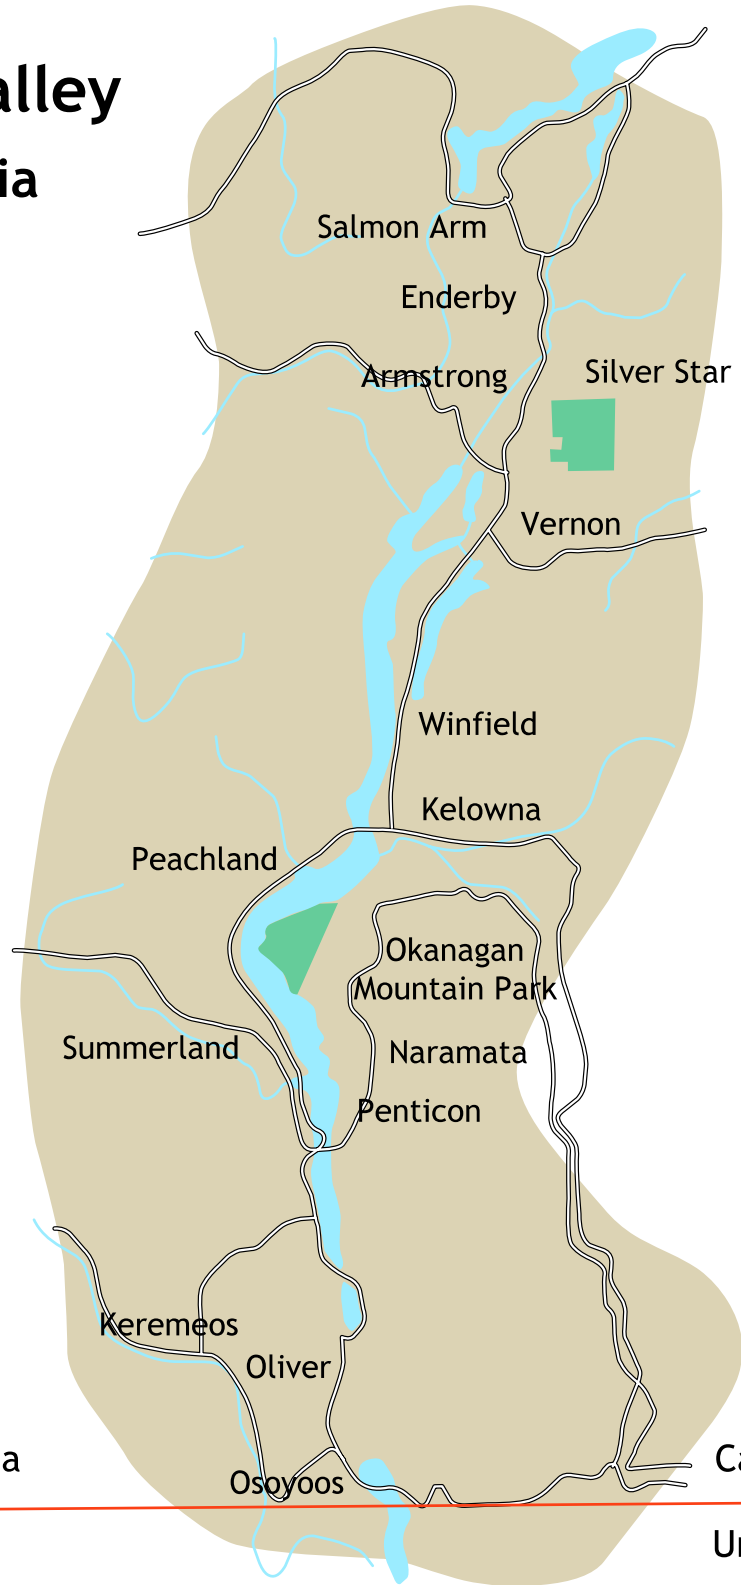 alley
ia
Salmon Arm
Enderby
Armstrong
Silver Star
Vernon
Winfield
Kelowna
Peachland
Okanagan
Mountain Park
Summerland
Naramata
Penticon
Keremeos
Oliver
a
Ca
Osoyoos
Un